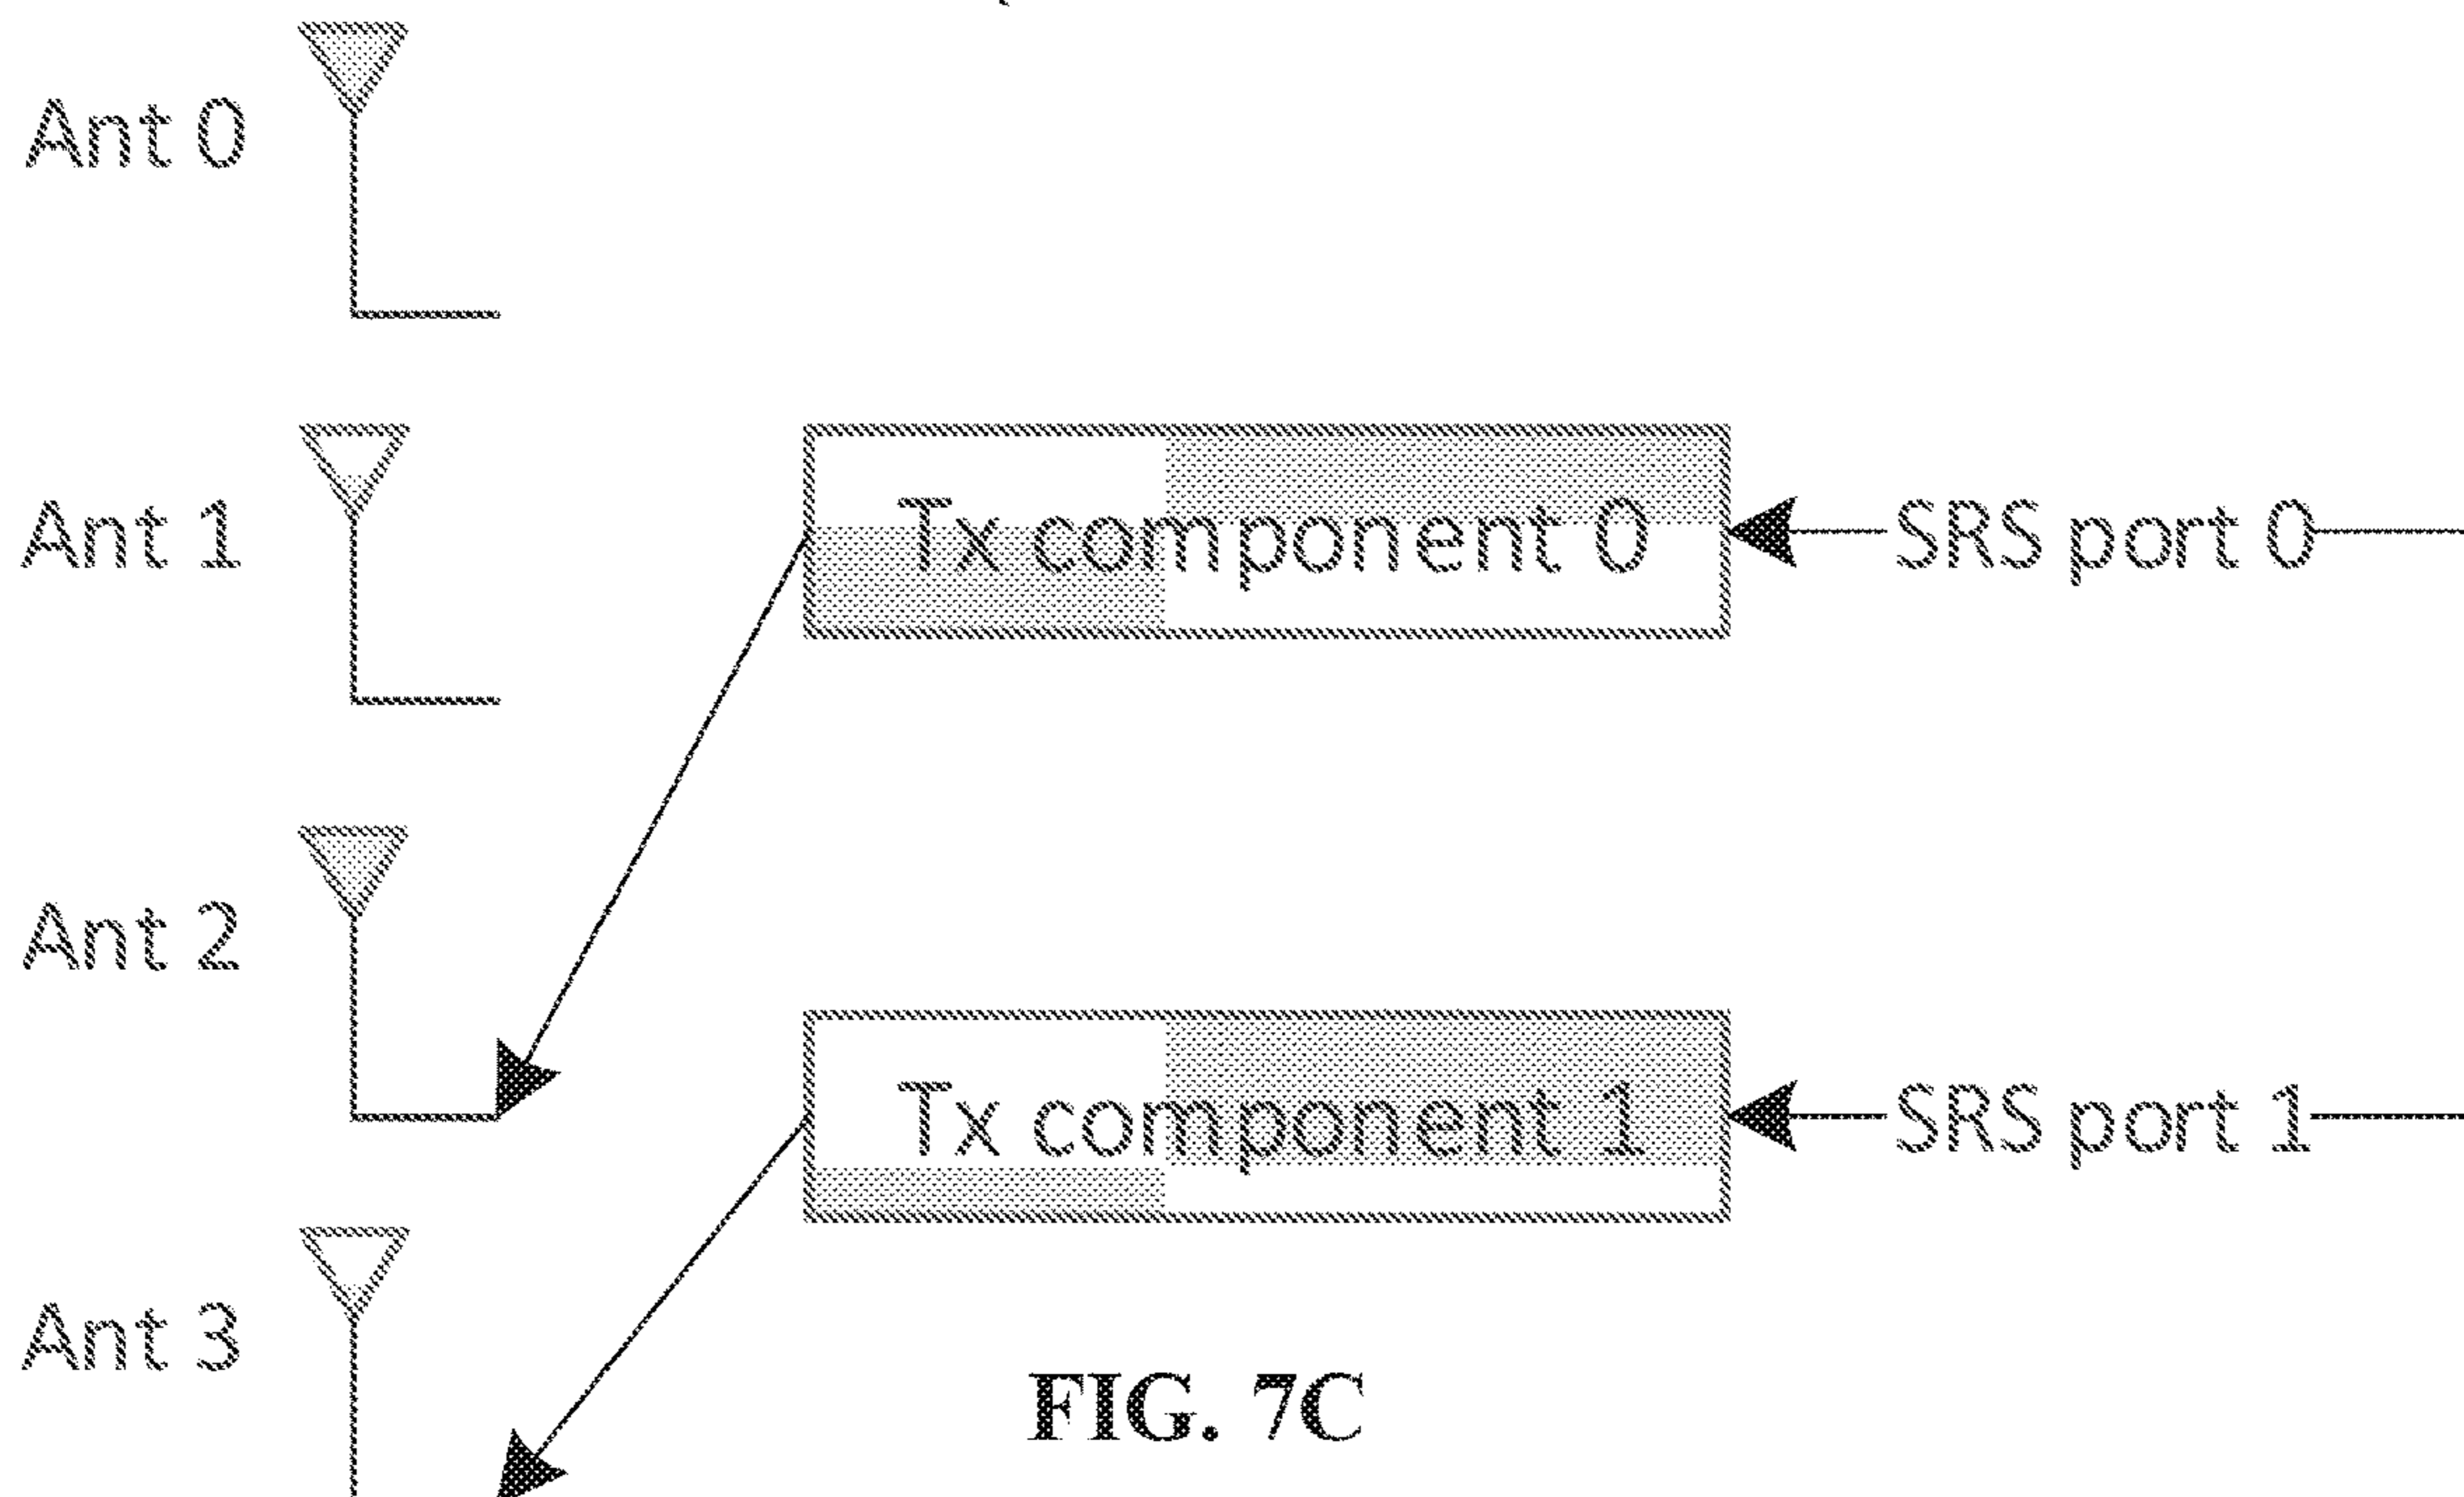 Ant 0
Ant 1
Tx component 0
SRS port 0
Ant 2
Tx component 1
SRS port 1
Ant 3
FIG. 7C